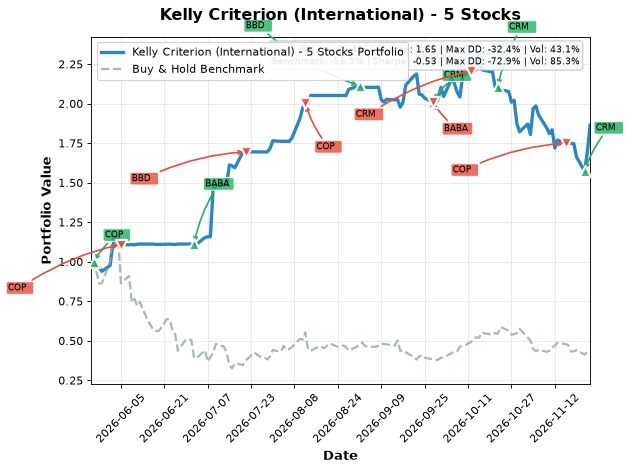 Kelly Criterion (International) - 5 Stocks
BBD
CRM
Kelly Criterion (International) - 5 Stocks Portfolio
Buy & Hold Benchmark
: 1.65 | Max DD: -32.4% | Vol: 43.1%
Benchmark: -56.3% | Sharpe: -0.53 | Max DD: -72.9% | Vol: 85.3%
CRM
CRM
BABA
CRM
COP
COP
BBD
BABA
COP
COP
Portfolio Value
2.25
2.00
1.75
1.50
1.25
1.00
0.75
0.50
0.25
2026-06-05
2026-06-21
2026-07-07
2026-07-23
2026-08-08
2026-08-24
2026-09-09
2026-09-25
2026-10-11
2026-10-27
2026-11-12
Date